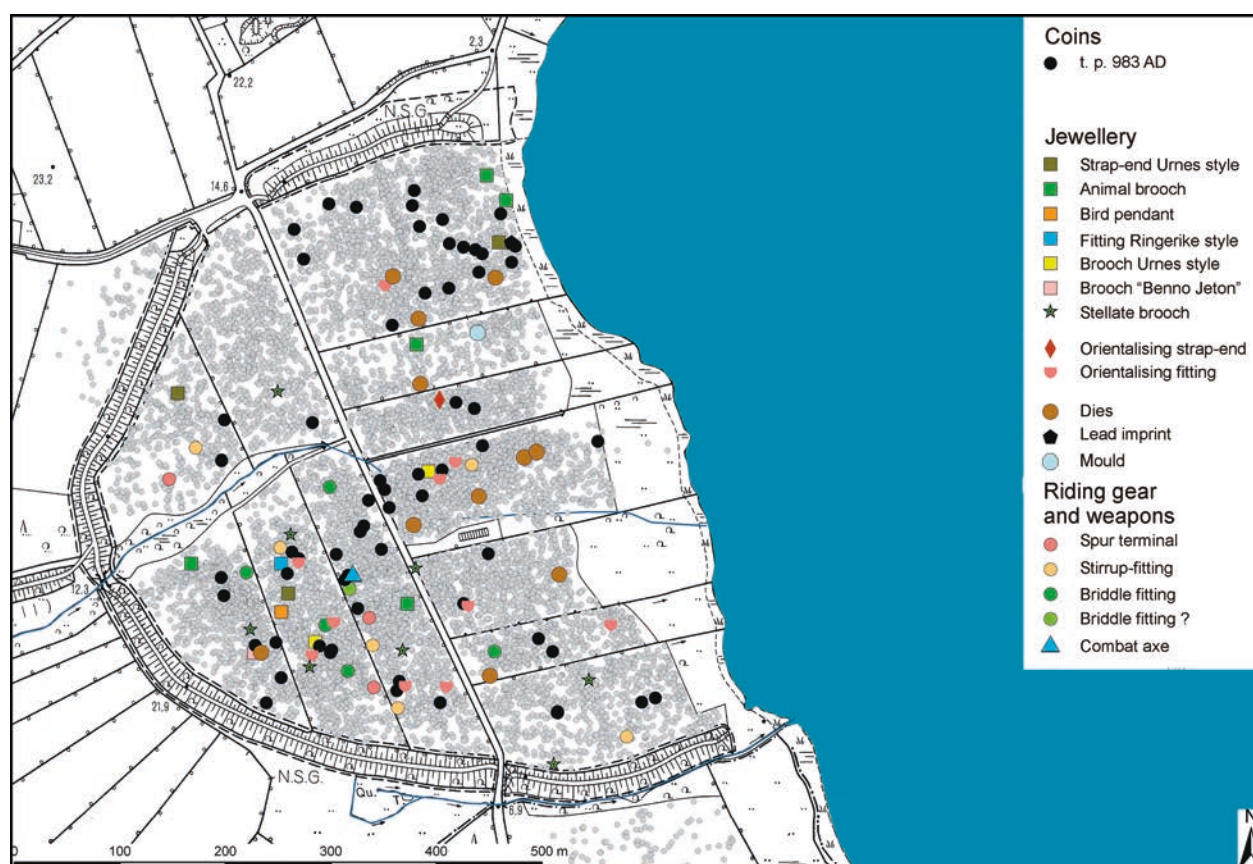 Coins
t. p. 983 AD
Jewellery
Strap-end Urnes style
Animal brooch
Bird pendant
Fitting Ringerike style
Brooch Urnes style
Brooch “Benno Jeton”
Stellate brooch
Orientalising strap-end
Orientalising fitting
Dies
Lead imprint
Mould
Riding gear
and weapons
Spur terminal
Stirrup-fitting
Briddle fitting
Briddle fitting ?
Combat axe
2,3
22,2
N.S.G.
23,2
14,6
12,3
21,9
N.S.G.
Qu.
T
6,9
N
0 100 200 300 400 500 m